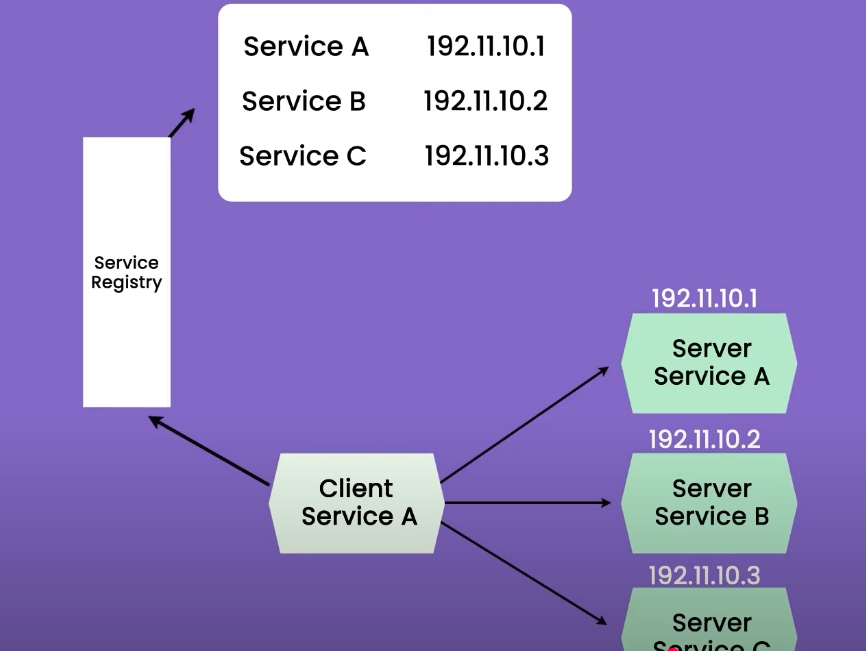 Service A 192.11.10.1
Service B 192.11.10.2
Service C 192.11.10.3
Service
Registry
192.11.10.1
Server
Service A
192.11.10.2
Client
Service A
Server
Service B
192.11.10.3
Server
Service C